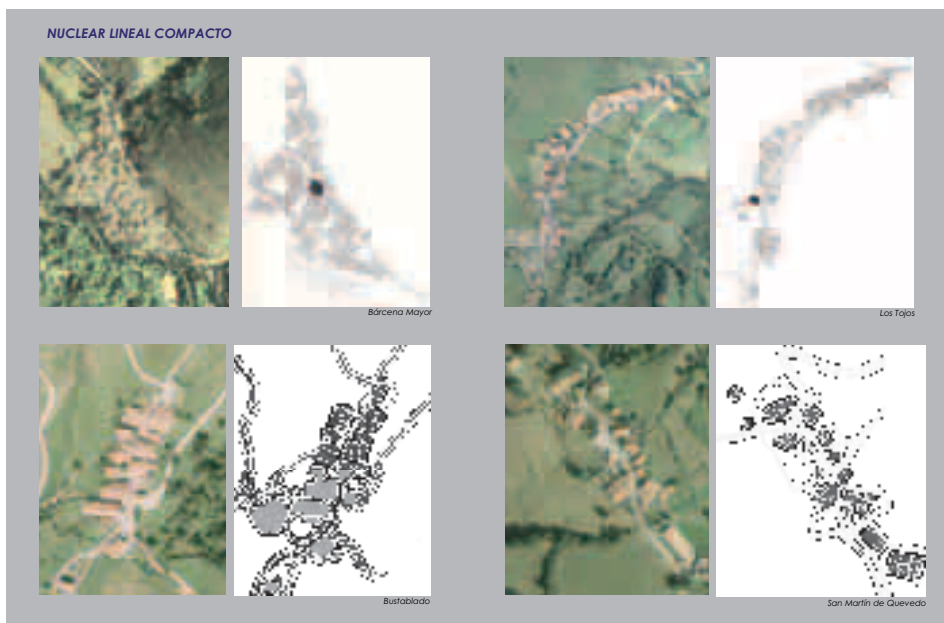 NUCLEAR LINEAL COMPACTO
Bárcena Mayor
Los Tojos
Bustablado
San Martín de Quevedo